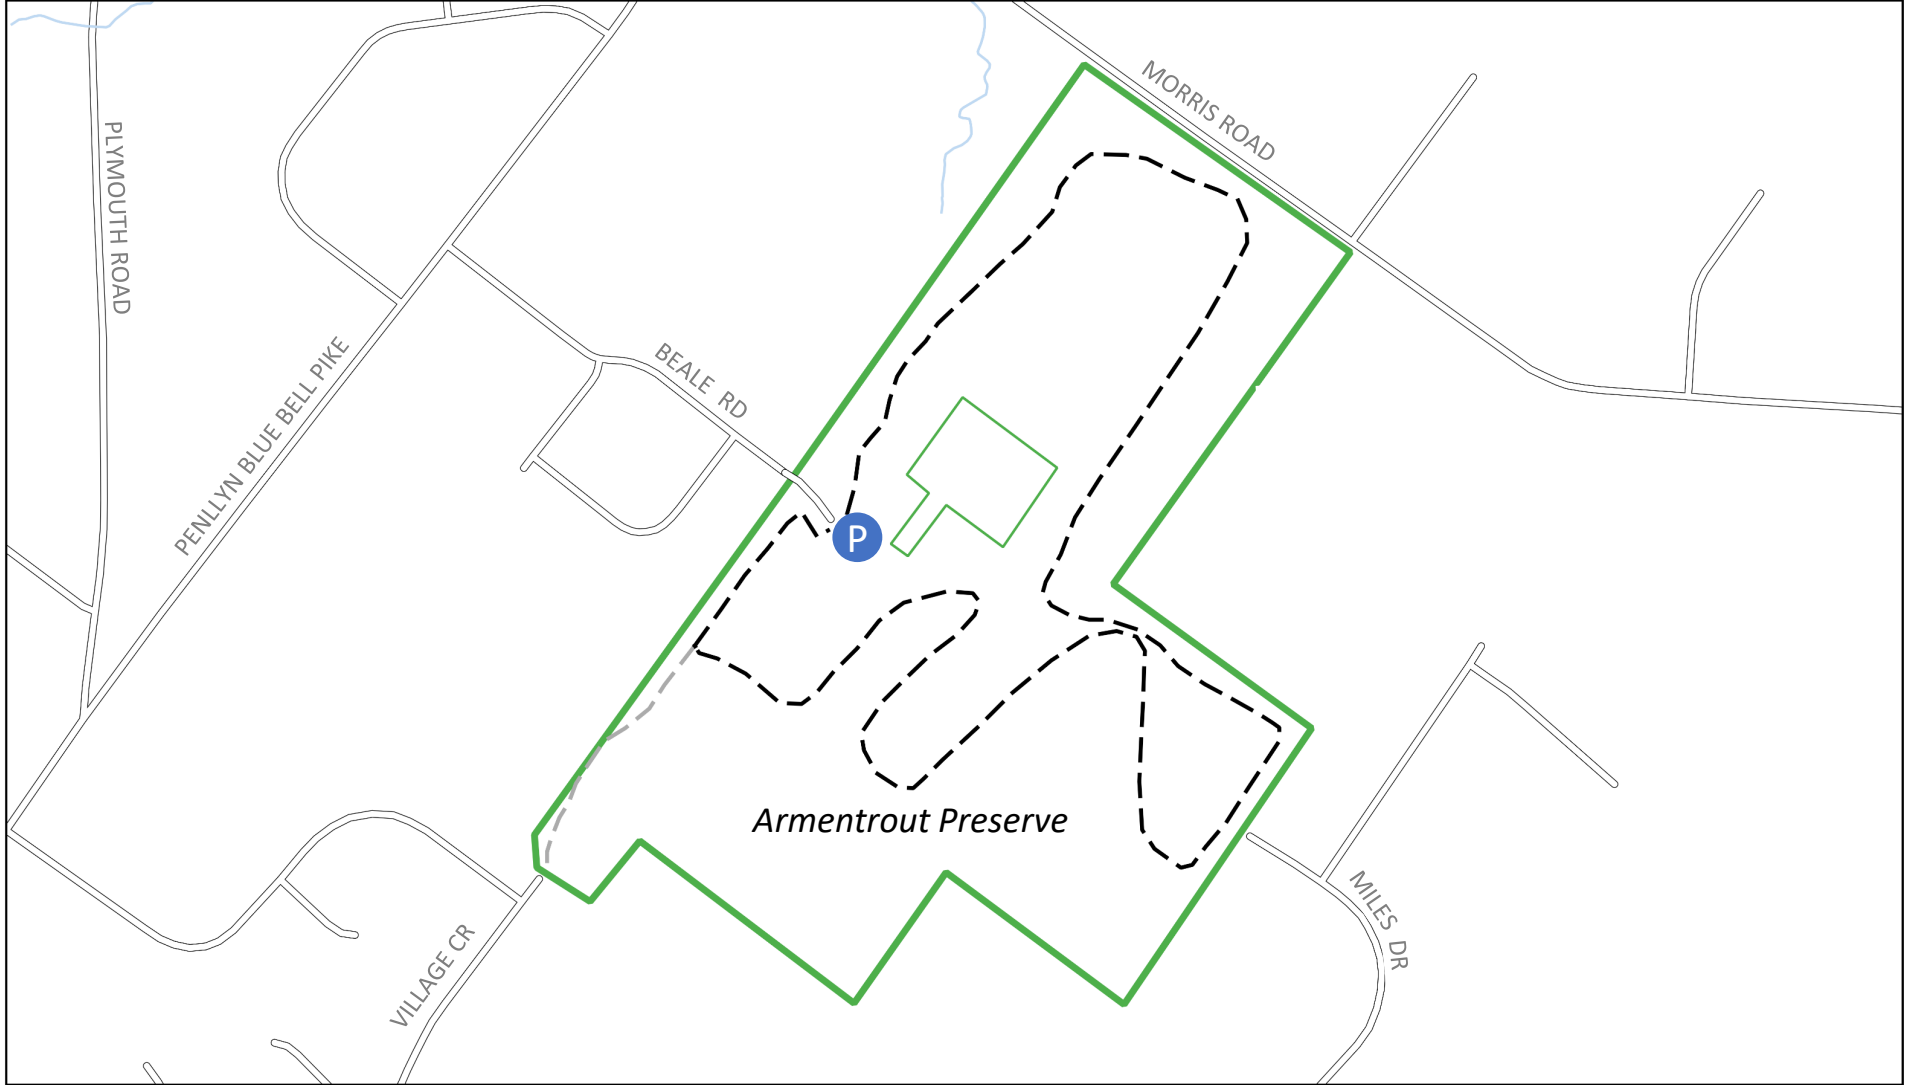 MORRIS ROAD
PLYMOUTH ROAD
BEALE RD
PENLLYN BLUE BELL PIKE
P
Armentrout Preserve
MILES DR
VILLAGE CR